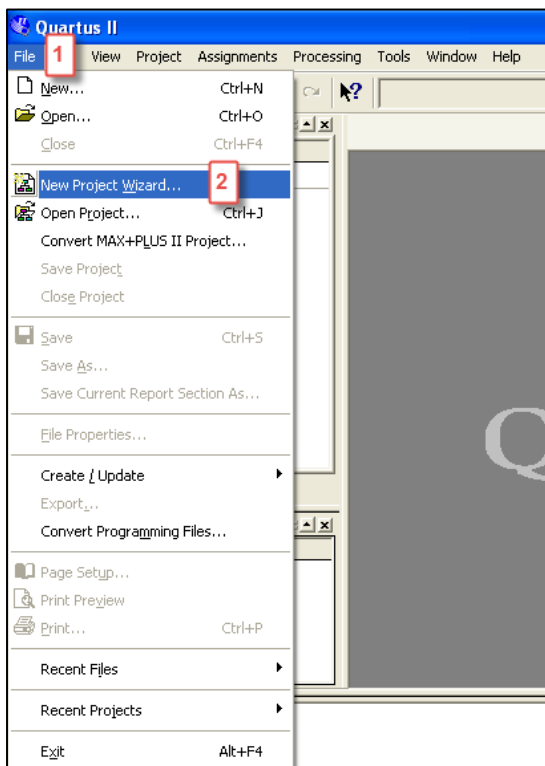 Quartus II
File 1 View Project Assignments Processing Tools Window Help
New... Ctrl+N
Open... Ctrl+O
Close Ctrl+F4
New Project Wizard... 2
Open Project... Ctrl+J
Convert MAX+PLUS II Project...
Save Project
Close Project
Save Ctrl+S
Save As...
Save Current Report Section As...
File Properties...
Create / Update
Export...
Convert Programming Files...
Page Setup...
Print Preview
Print... Ctrl+P
Recent Files
Recent Projects
Exit Alt+F4
Q